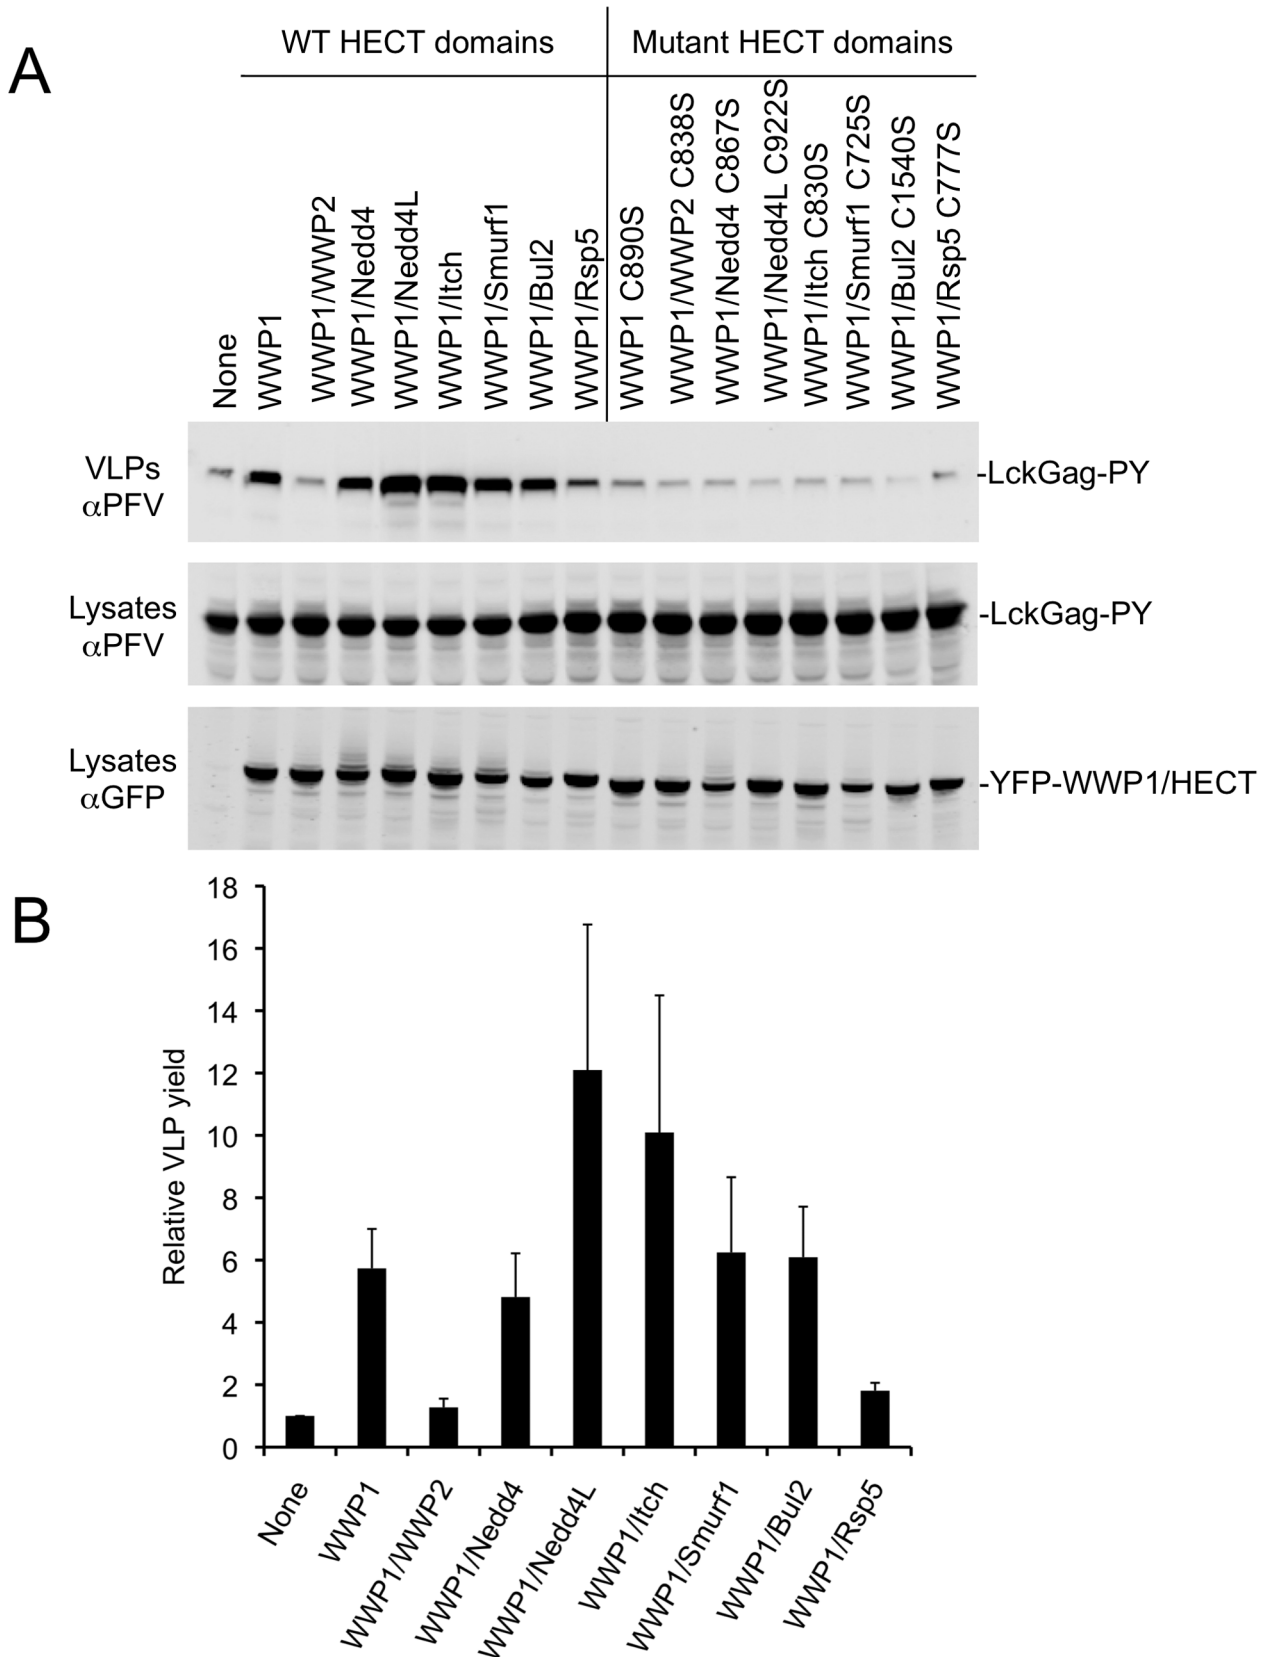 A
WT HECT domains
Mutant HECT domains
None
WWP1
WWP1/WWP2
WWP1/Nedd4
WWP1/Nedd4L
WWP1/Itch
WWP1/Smurf1
WWP1/Bul2
WWP1/Rsp5
WWP1 C890S
WWP1/WWP2 C838S
WWP1/Nedd4 C867S
WWP1/Nedd4L C922S
WWP1/Itch C830S
WWP1/Smurf1 C725S
WWP1/Bul2 C1540S
WWP1/Rsp5 C777S
VLPs
αPFV
-LckGag-PY
Lysates
αPFV
-LckGag-PY
Lysates
αGFP
-YFP-WWP1/HECT
B
Relative VLP yield
18
16
14
12
10
8
6
4
2
0
None
WWP1
WWP1/WWP2
WWP1/Nedd4
WWP1/Nedd4L
WWP1/Itch
WWP1/Smurf1
WWP1/Bul2
WWP1/Rsp5